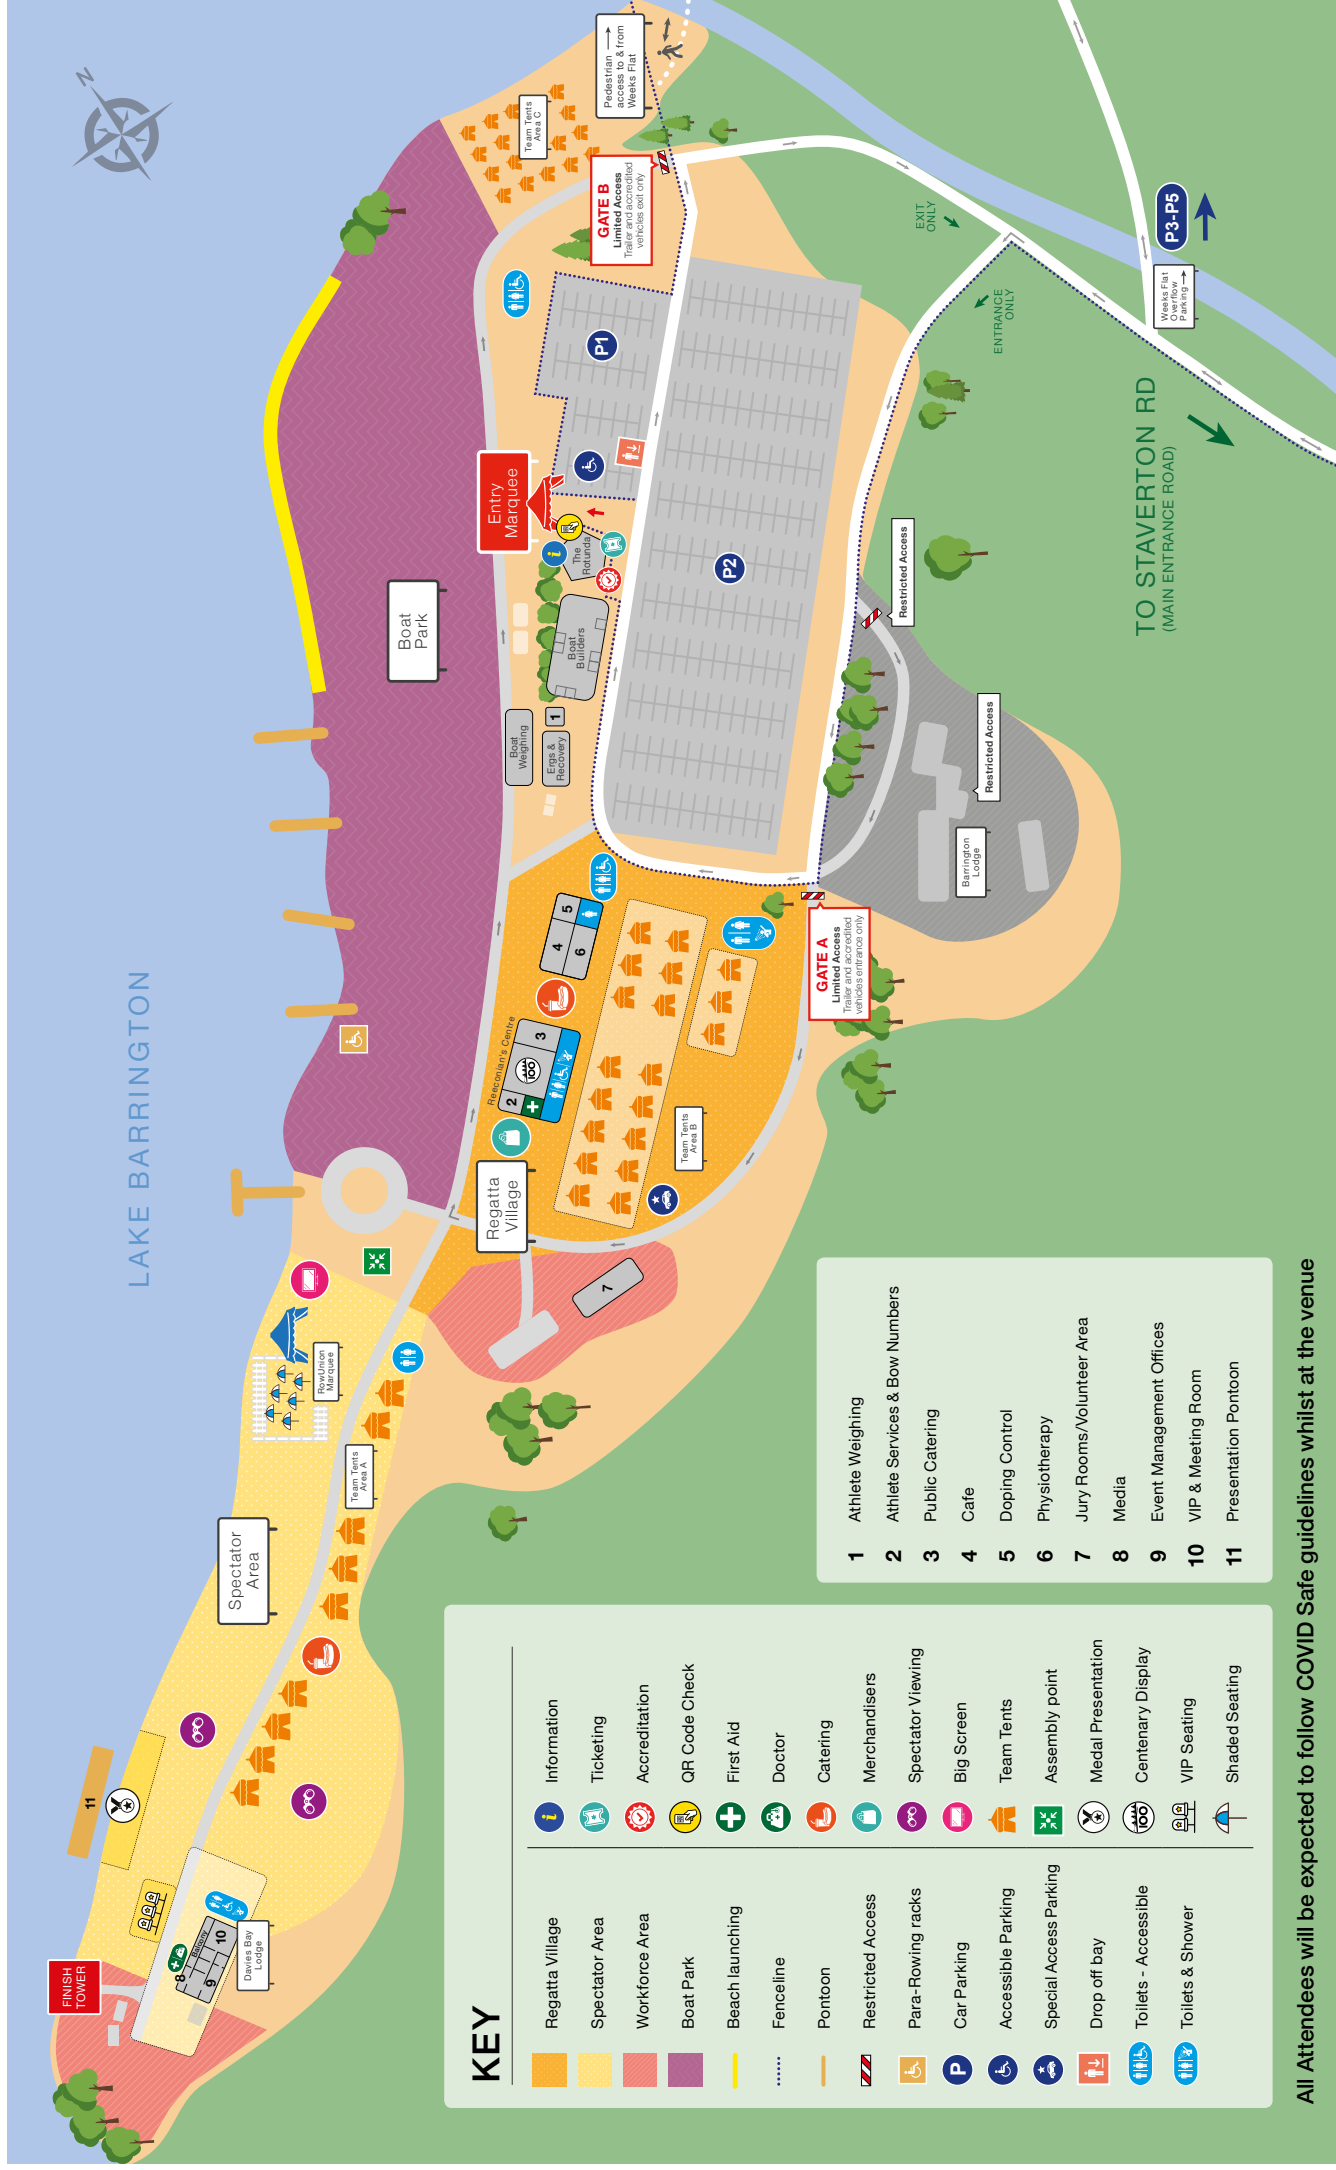 LAKE BARRINGTON
N
FINISH
TOWER
8
9
10
Balcony
Davies Bay
Lodge
11
Spectator
Area
Team Tents
Area A
RowUnion
Marquee
7
Regatta
Village
Team Tents
Area B
Reeconian's Centre
2
100
3
4
5
6
Boat
Park
Boat
Weighing
Ergs &
Recovery
1
Boat
Builders
The
Rotunda
i
Entry
Marquee
P1
P2
GATE A
Limited Access
Trailer and accredited
vehicles entrance only
GATE B
Limited Access
Trailer and accredited
vehicles exit only
Team Tents
Area C
Pedestrian
access to & from
Weeks Flat
Barrington
Lodge
Restricted Access
Restricted Access
EXIT
ONLY
ENTRANCE
ONLY
P3-P5
Weeks Flat
Overflow
Parking
TO STAVERTON RD
(MAIN ENTRANCE ROAD)
KEY
Regatta Village
Spectator Area
Workforce Area
Boat Park
Beach launching
Fenceline
Pontoon
Restricted Access
Para-Rowing racks
P
Car Parking
Accessible Parking
Special Access Parking
Drop off bay
Toilets - Accessible
Toilets & Shower
i
Information
Ticketing
Accreditation
QR Code Check
First Aid
Doctor
Catering
Merchandisers
Spectator Viewing
Big Screen
Team Tents
Assembly point
Medal Presentation
100
Centenary Display
VIP Seating
Shaded Seating
1 Athlete Weighing
2 Athlete Services & Bow Numbers
3 Public Catering
4 Cafe
5 Doping Control
6 Physiotherapy
7 Jury Rooms/Volunteer Area
8 Media
9 Event Management Offices
10 VIP & Meeting Room
11 Presentation Pontoon
All Attendees will be expected to follow COVID Safe guidelines whilst at the venue